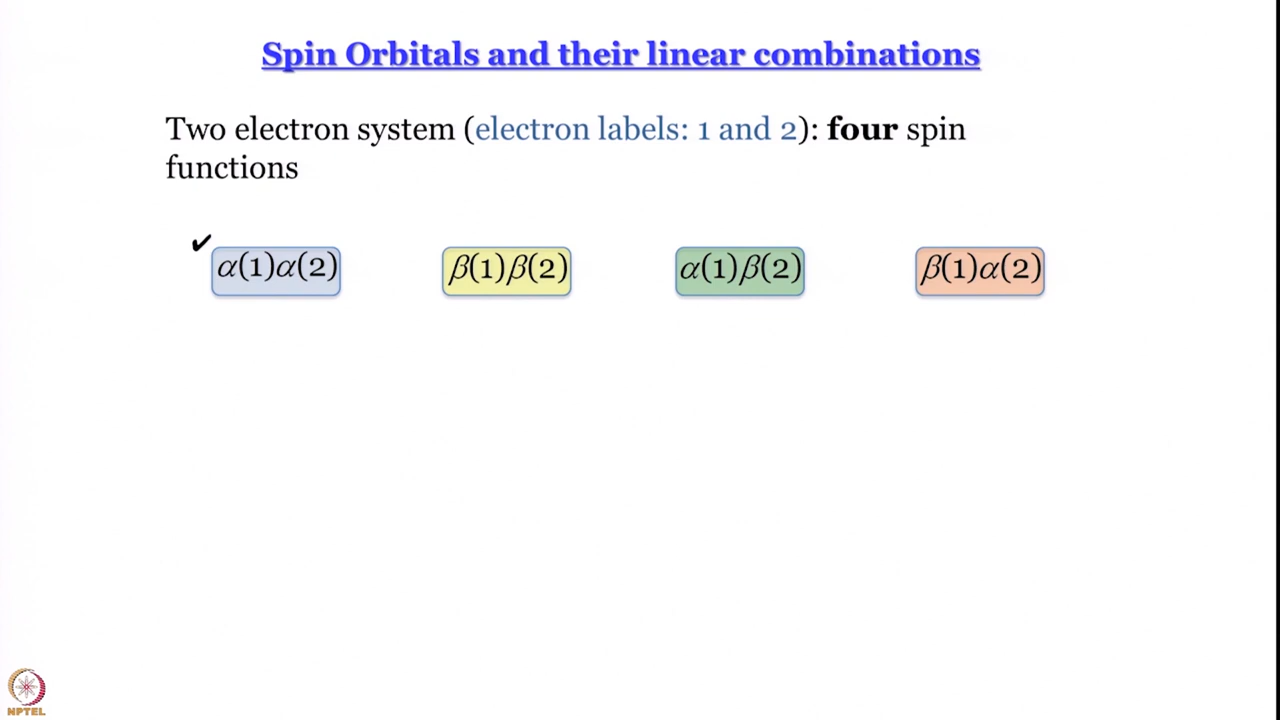 Spin Orbitals and their linear combinations
Two electron system (electron labels: 1 and 2): four spin
functions
✔
α(1)α(2) β(1)β(2) α(1)β(2) β(1)α(2)
NPTEL